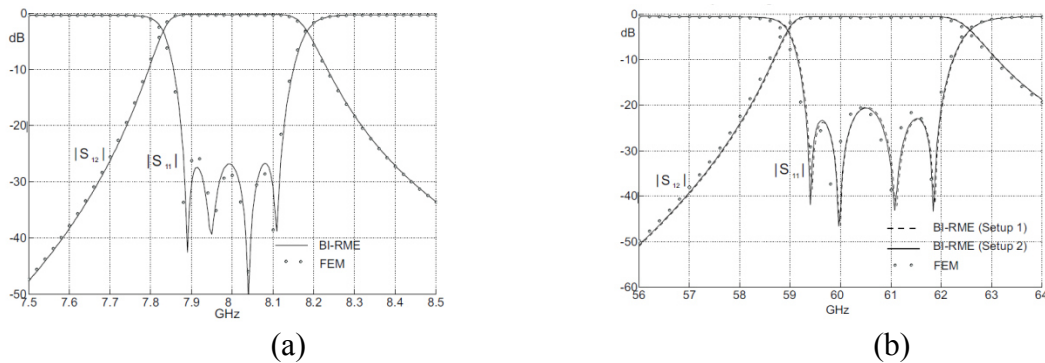 0
dB
-10
-20
-30
-40
-50
|S12|
|S11|
BI-RME
FEM
7.5 7.6 7.7 7.8 7.9 8 8.1 8.2 8.3 8.4 8.5
GHz
(a)
0
dB
-10
-20
-30
-40
-50
-60
|S12|
|S11|
BI-RME (Setup 1)
BI-RME (Setup 2)
FEM
56 57 58 59 60 61 62 63 64
GHz
(b)